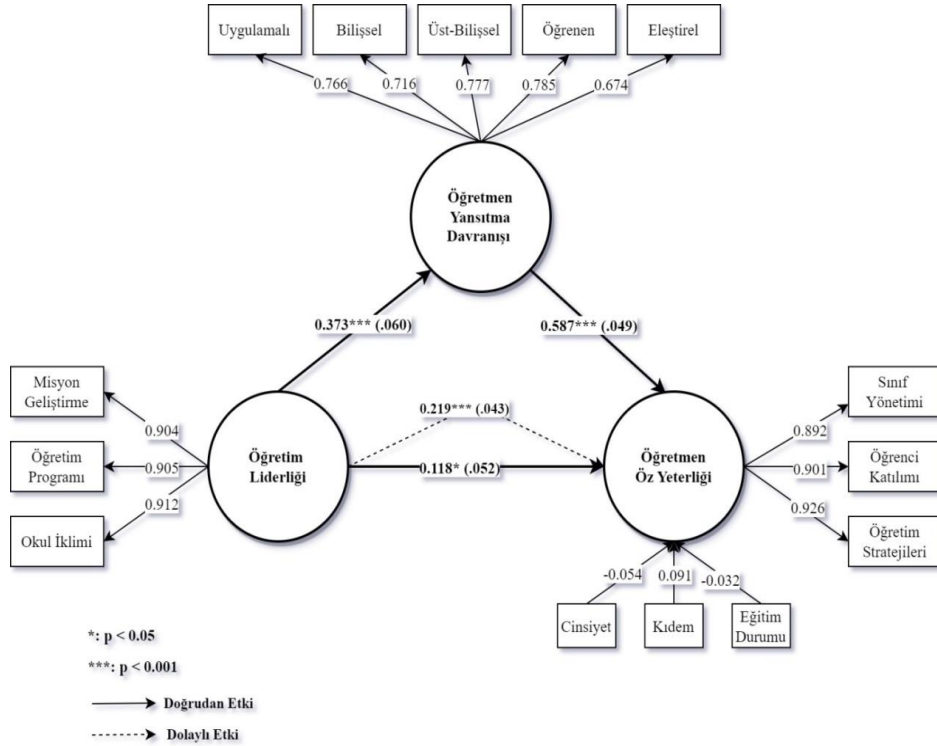 Uygulamalı
Bilişsel
Üst-Bilişsel
Öğrenen
Eleştirel
0.766
0.716
0.777
0.785
0.674
Öğretmen
Yansıtma
Davranışı
0.373*** (.060)
0.587*** (.049)
Misyon
Geliştirme
Öğretim
Programı
Okul İklimi
0.904
0.905
0.912
Öğretim
Liderliği
0.219*** (.043)
0.118* (.052)
Öğretmen
Öz Yeterliği
0.892
0.901
0.926
Sınıf
Yönetimi
Öğrenci
Katılımı
Öğretim
Stratejileri
-0.054
0.091
-0.032
Cinsiyet
Kıdem
Eğitim
Durumu
*: p < 0.05
***: p < 0.001
Doğrudan Etki
Dolaylı Etki